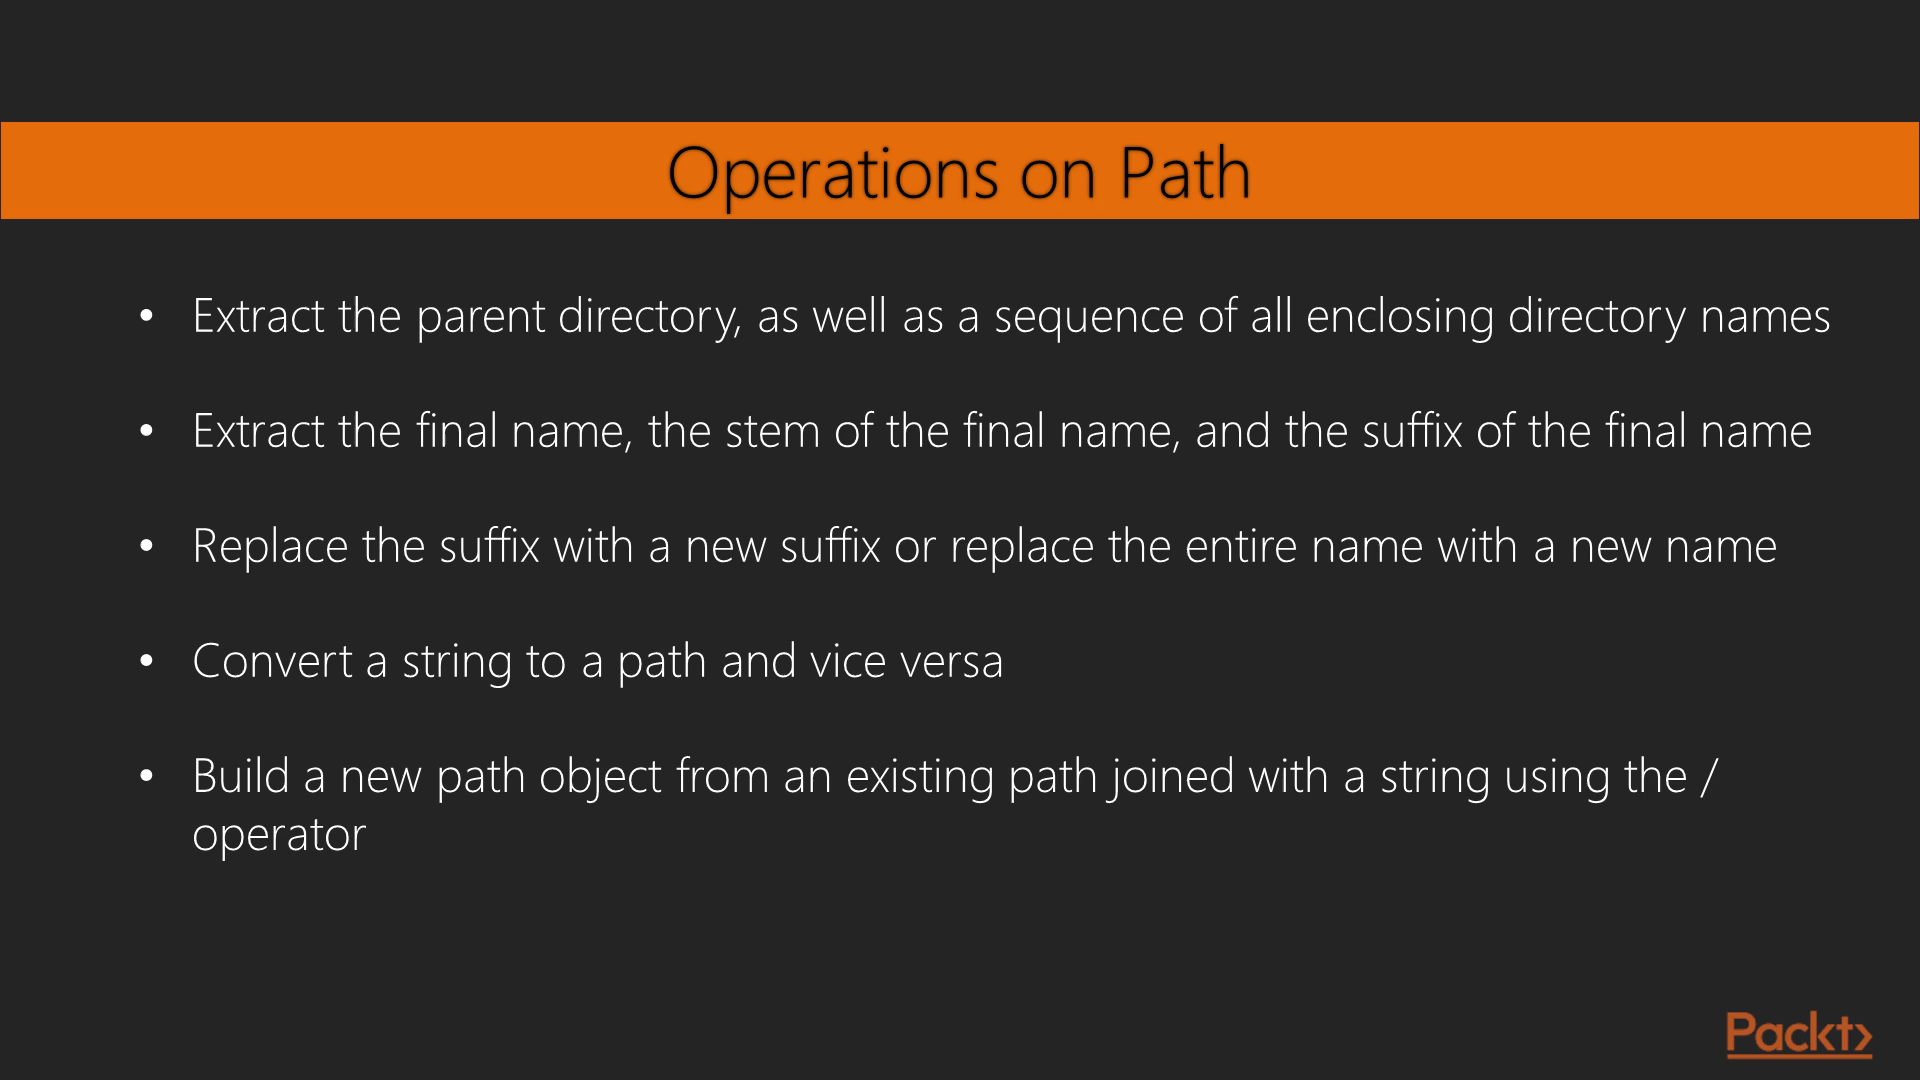 Operations on Path
• Extract the parent directory, as well as a sequence of all enclosing directory names
• Extract the final name, the stem of the final name, and the suffix of the final name
• Replace the suffix with a new suffix or replace the entire name with a new name
• Convert a string to a path and vice versa
• Build a new path object from an existing path joined with a string using the /
operator
Packt>